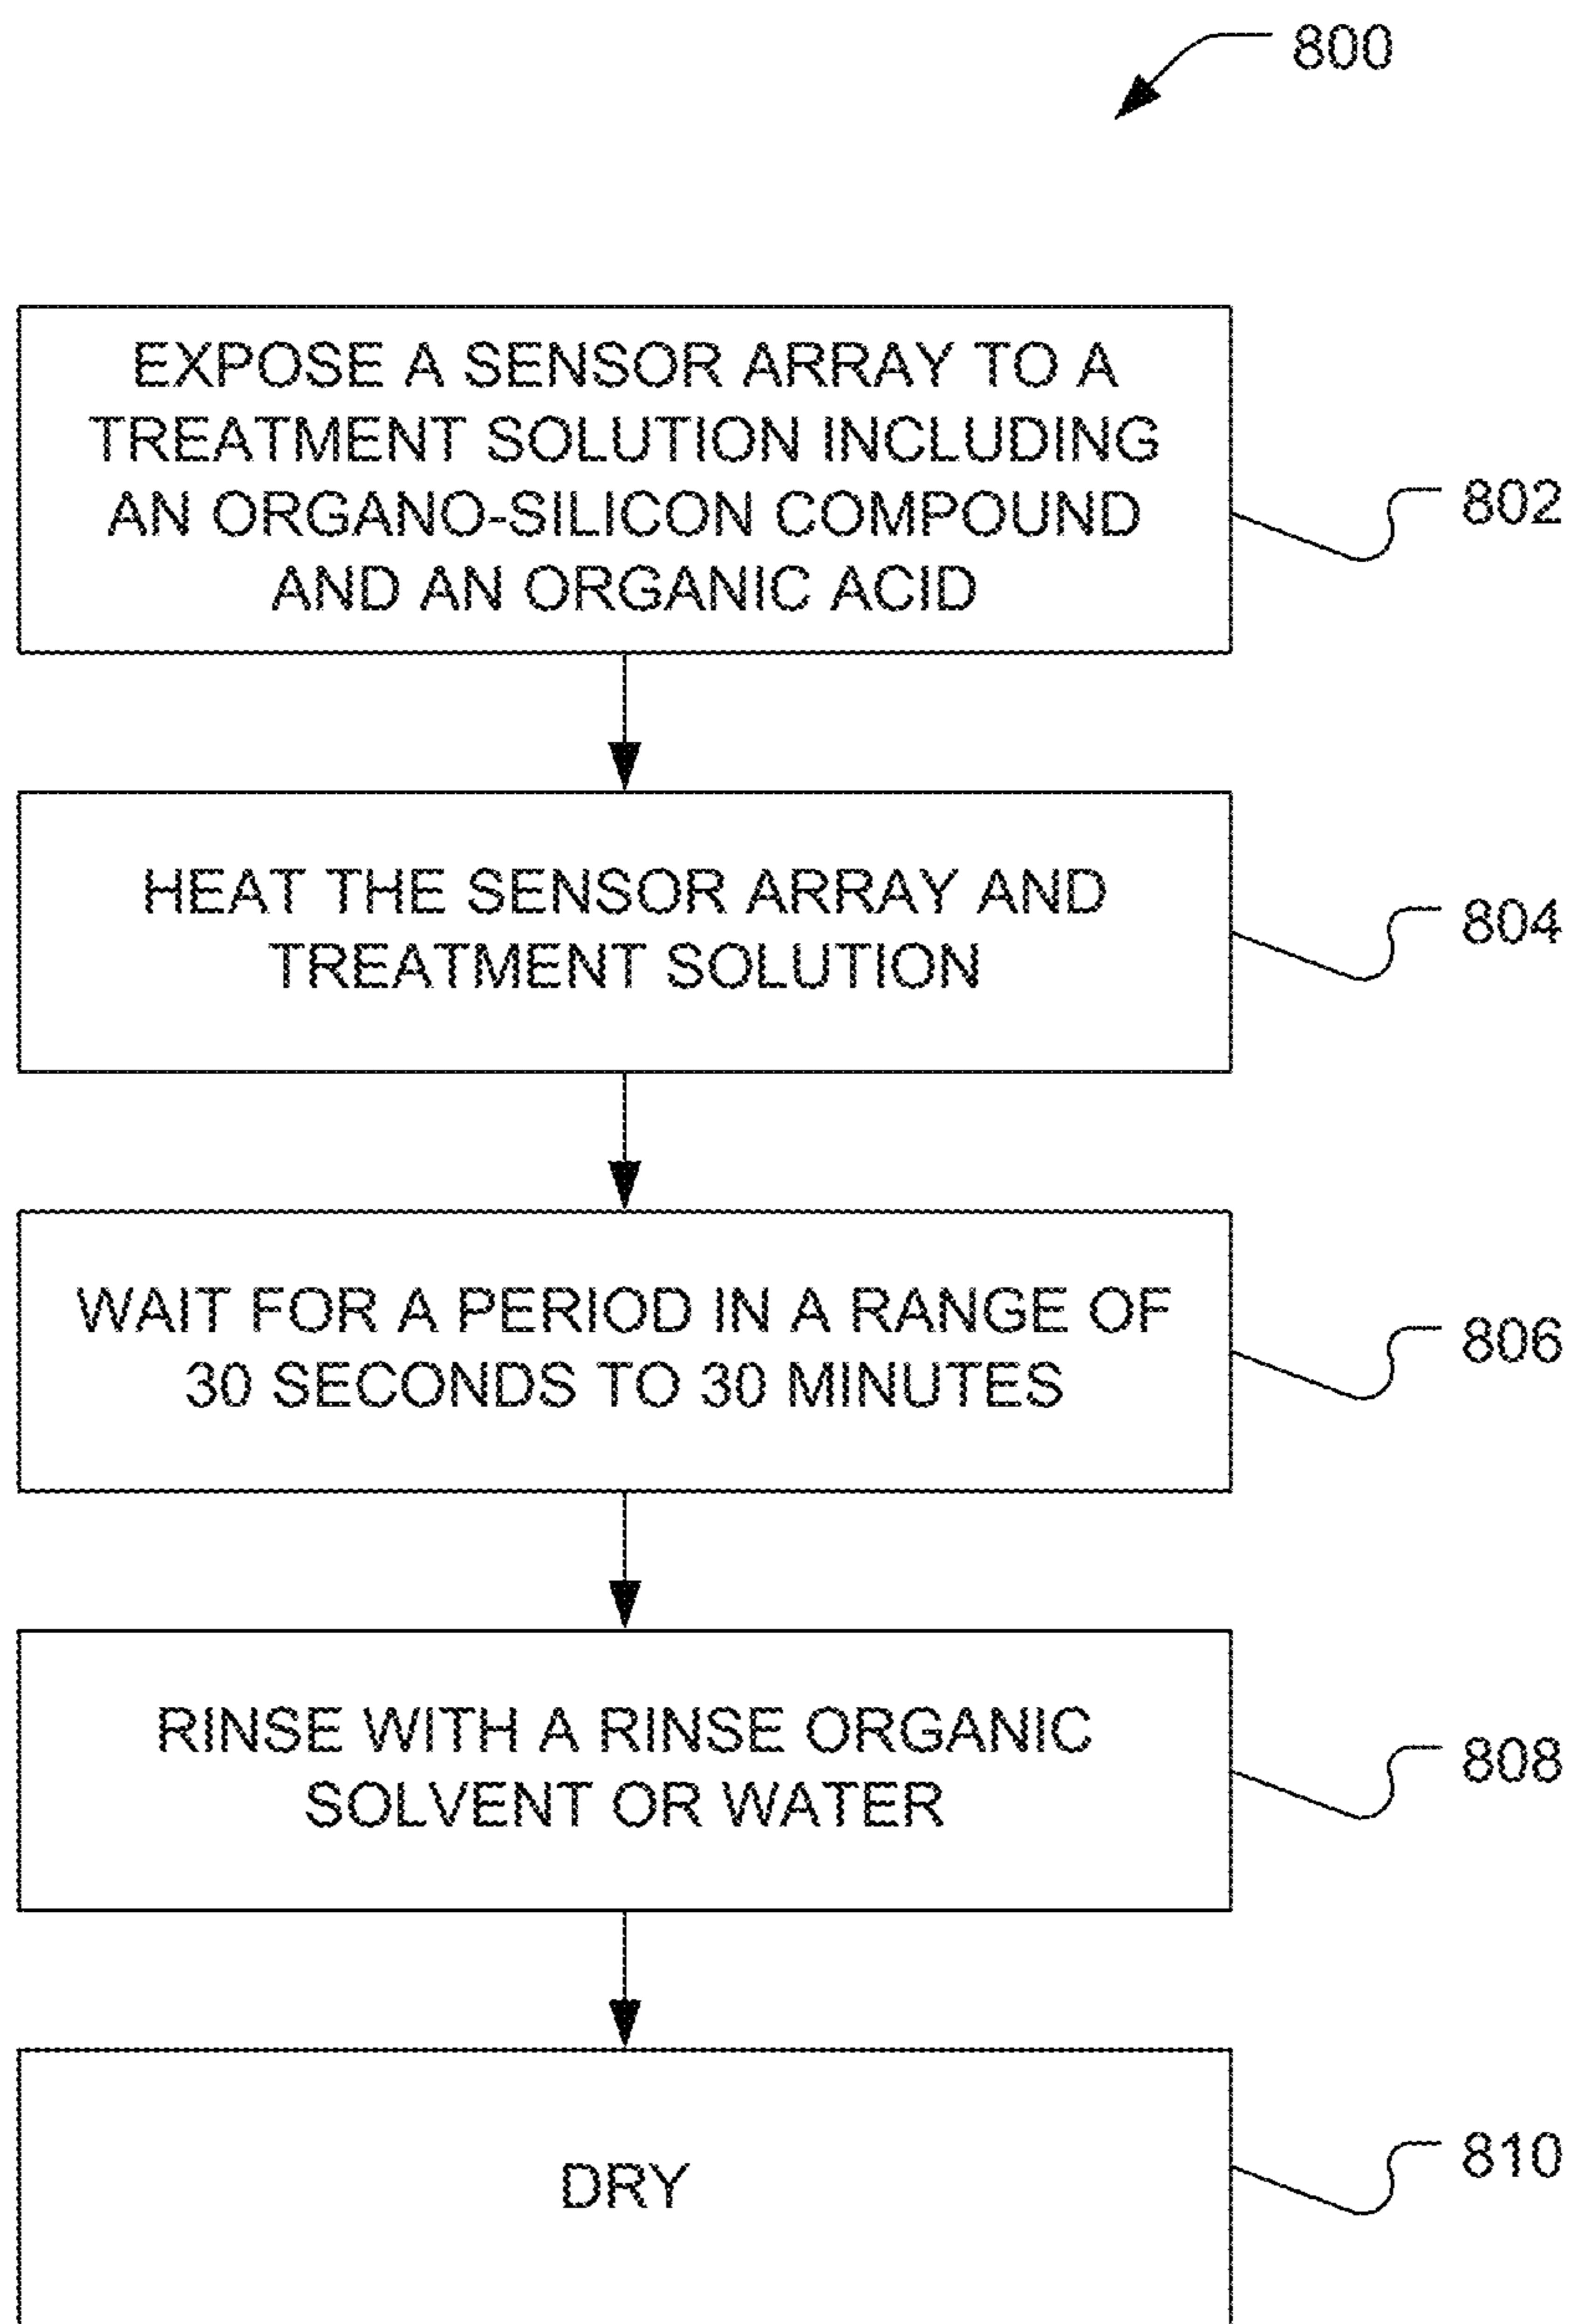 800
EXPOSE A SENSOR ARRAY TO A
TREATMENT SOLUTION INCLUDING
AN ORGANO-SILICON COMPOUND
AND AN ORGANIC ACID
802
HEAT THE SENSOR ARRAY AND
TREATMENT SOLUTION
804
WAIT FOR A PERIOD IN A RANGE OF
30 SECONDS TO 30 MINUTES
806
RINSE WITH A RINSE ORGANIC
SOLVENT OR WATER
808
DRY
810